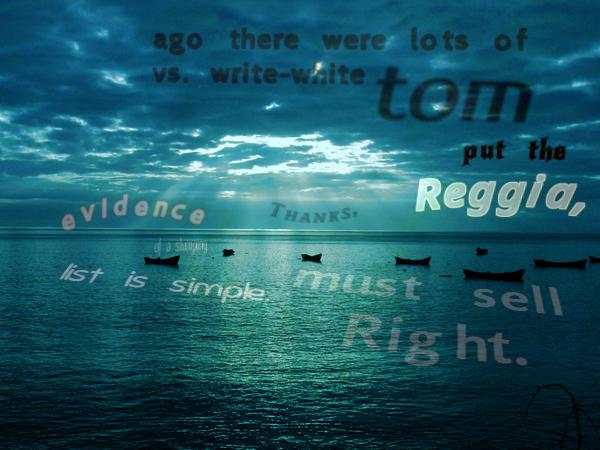 ago there were lots of
vs. write-white
tom
put the
Reggia,
evidence
THANKS,
list is simple.
must sell
Right.